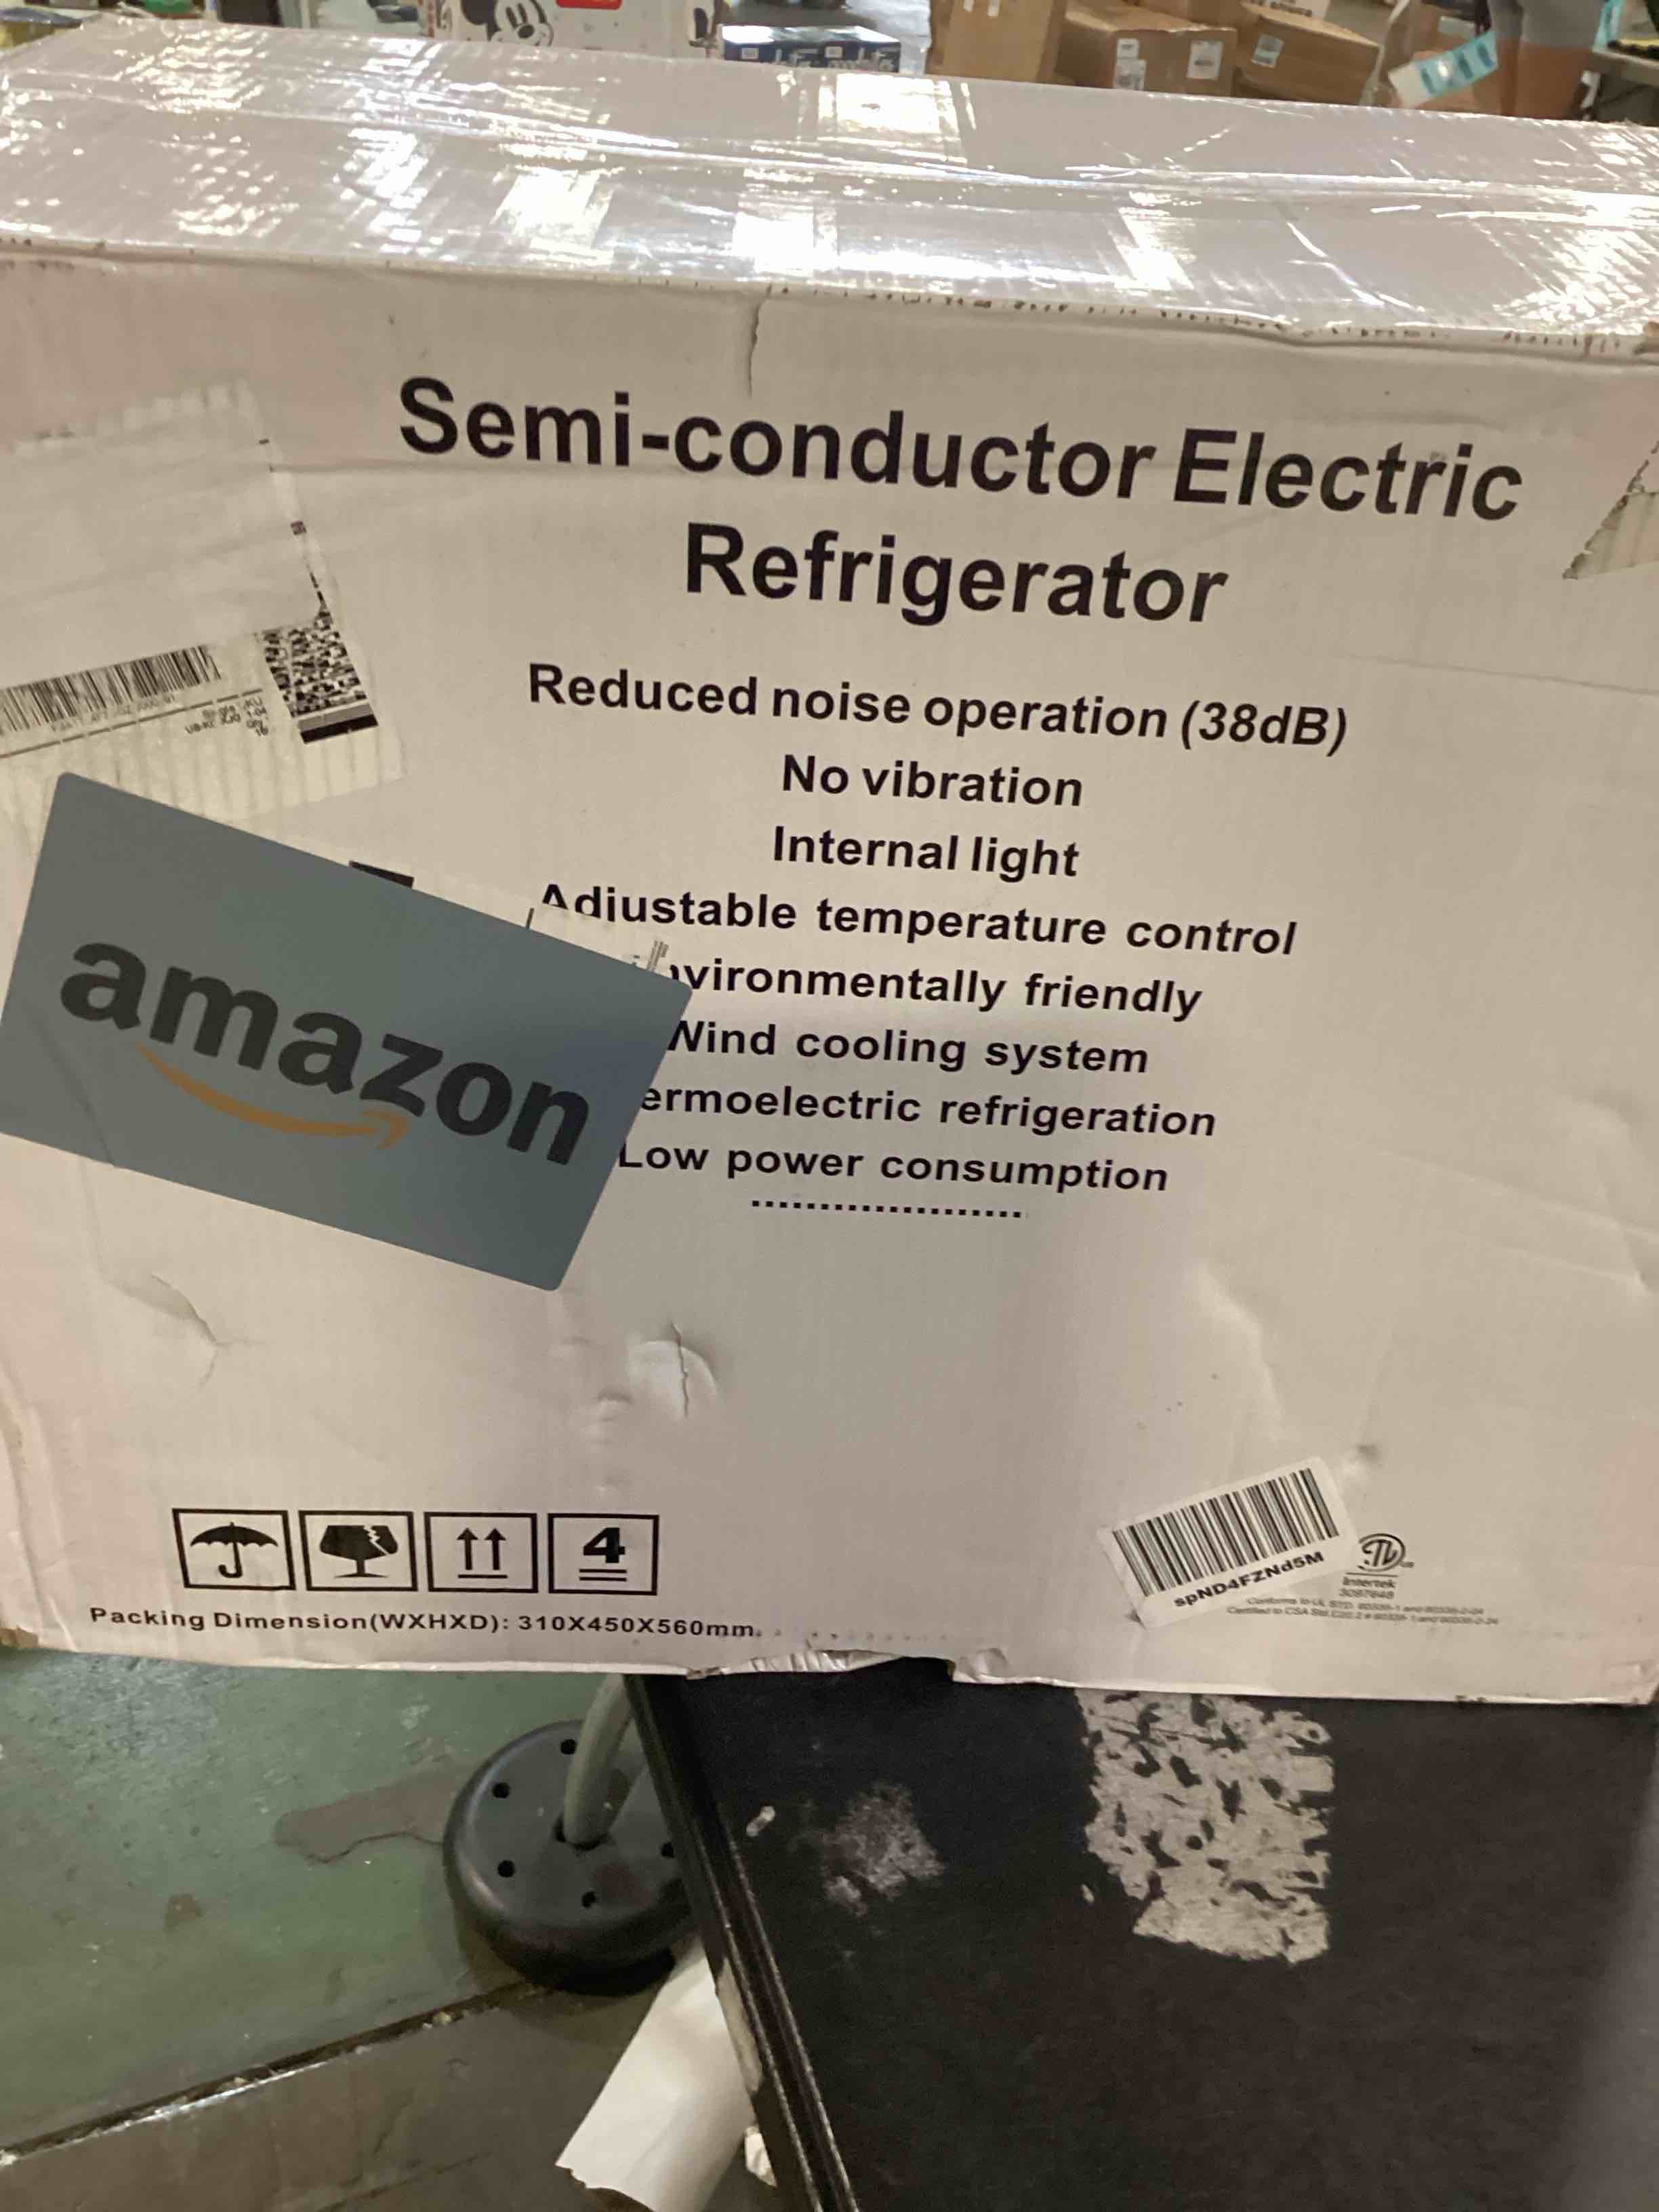 Semi-conductor Electric
Refrigerator
Reduced noise operation (38dB)
No vibration
Internal light
Adjustable temperature control
vironmentally friendly
Wind cooling system
ermoelectric refrigeration
Low power consumption
amazon
4
Packing Dimension(WXHXD): 310X450X560mm.
spND4FZNd5M
Intertek